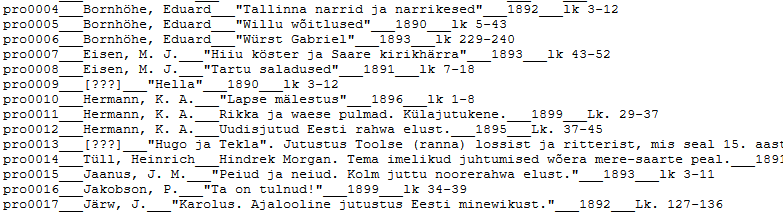 pro0004___Bornhöhe, Eduard___"Tallinna narrid ja narrikesed"___1892___lk 3-12
pro0005___Bornhöhe, Eduard___"Willu wõitlused"___1890___lk 5-43
pro0006___Bornhöhe, Eduard___"Würst Gabriel"___1893___lk 229-240
pro0007___Eisen, M. J.___"Hiiu köster ja Saare kirikhärra"___1893___lk 43-52
pro0008___Eisen, M. J.___"Tartu saladused"___1891___lk 7-18
pro0009___[???]___"Hella"___1890___lk 3-12
pro0010___Hermann, K. A.___"Lapse mälestus"___1896___lk 1-8
pro0011___Hermann, K. A.___Rikka ja waese pulmad. Külajutukene.___1899___Lk. 29-37
pro0012___Hermann, K. A.___Uudisjutud Eesti rahwa elust.___1895___Lk. 37-45
pro0013___[???]___"Hugo ja Tekla". Jutustus Toolse (ranna) lossist ja ritterist, mis seal 15. aast
pro0014___Tüll, Heinrich___Hindrek Morgan. Tema imelikud juhtumised wõera mere-saarte peal.___1891
pro0015___Jaanus, J. M.___"Peiud ja neiud. Kolm juttu noorerahwa elust."___1893___lk 3-11
pro0016___Jakobson, P.___"Ta on tulnud!"___1899___lk 34-39
pro0017___Järw, J.___"Karolus. Ajalooline jutustus Eesti minewikust."___1892___Lk. 127-136